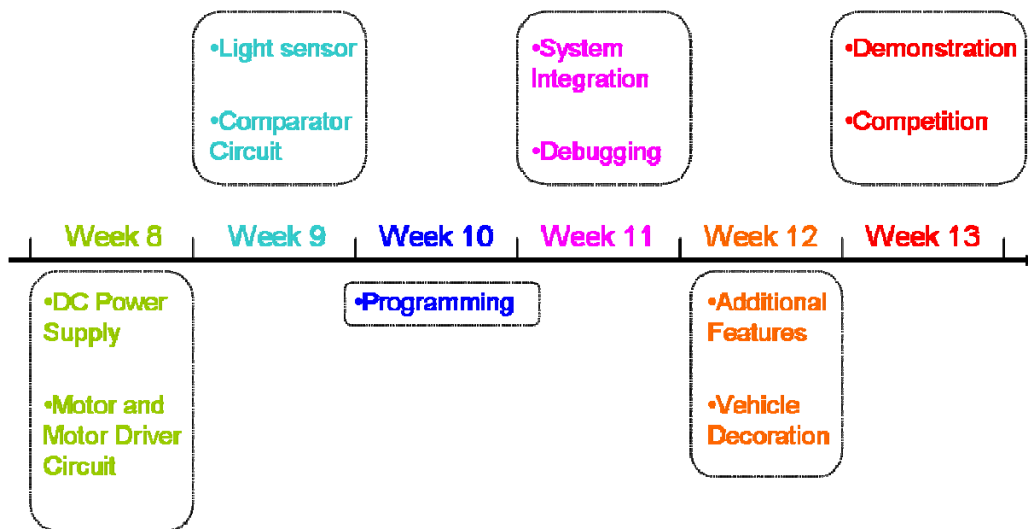 •Light sensor
•Comparator
Circuit
•System
Integration
•Debugging
•Demonstration
•Competition
Week 8
Week 9
Week 10
Week 11
Week 12
Week 13
•DC Power
Supply
•Motor and
Motor Driver
Circuit
•Programming
•Additional
Features
•Vehicle
Decoration